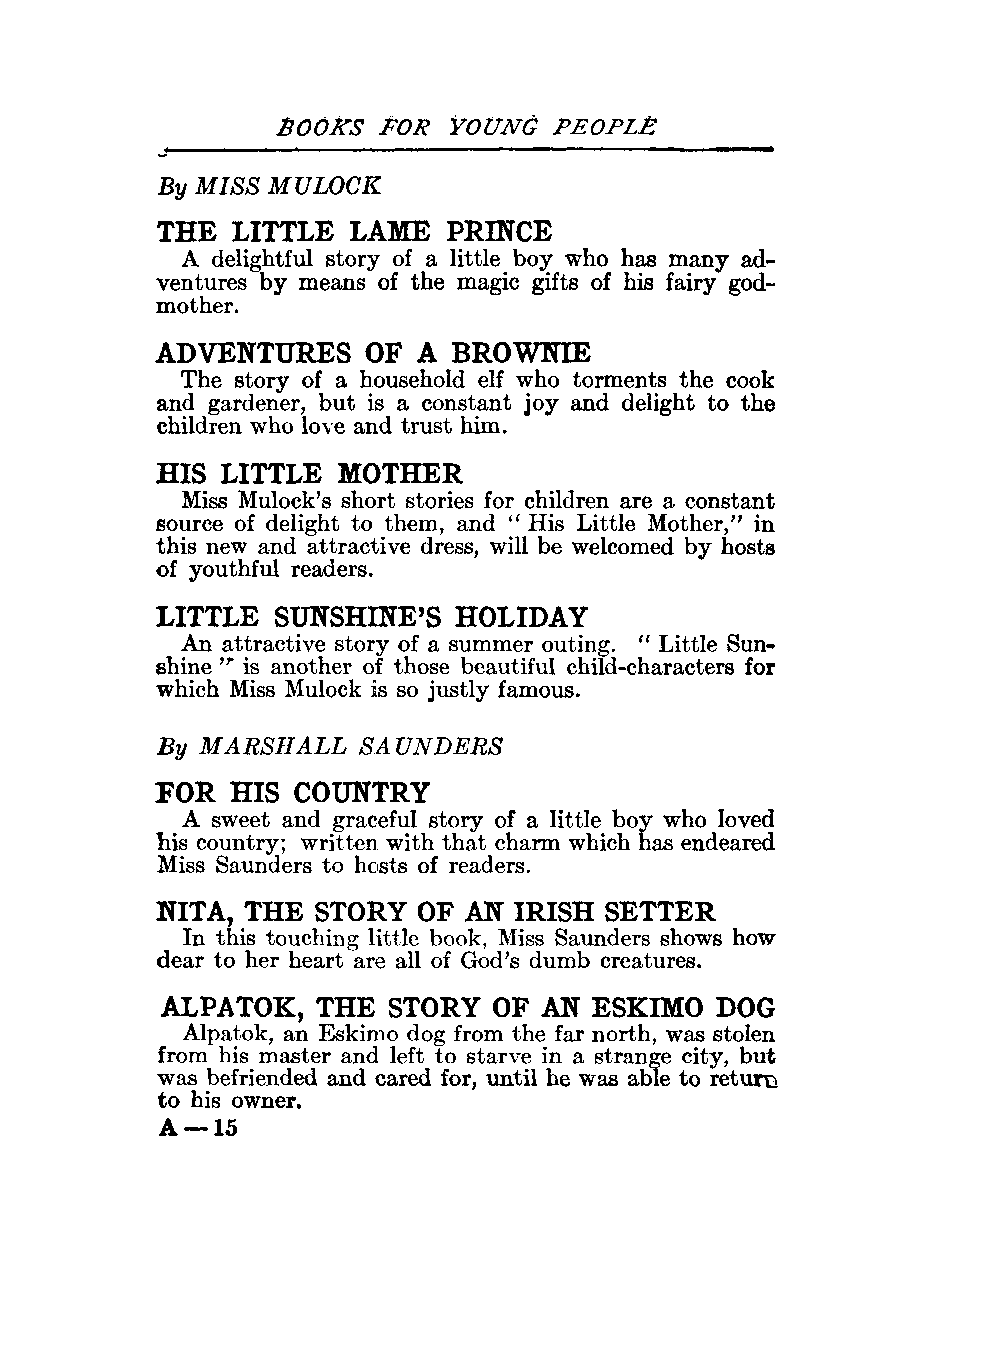 BOOKS FOR YOUNG PEOPLE
By MISS MULOCK
THE LITTLE LAME PRINCE
A delightful story of a little boy who has many ad-
ventures by means of the magic gifts of his fairy god-
mother.
ADVENTURES OF A BROWNIE
The story of a household elf who torments the cook
and gardener, but is a constant joy and delight to the
children who love and trust him.
HIS LITTLE MOTHER
Miss Mulock's short stories for children are a constant
source of delight to them, and " His Little Mother," in
this new and attractive dress, will be welcomed by hosts
of youthful readers.
LITTLE SUNSHINE'S HOLIDAY
An attractive story of a summer outing. " Little Sun-
shine " is another of those beautiful child-characters for
which Miss Mulock is so justly famous.
By MARSHALL SAUNDERS
FOR HIS COUNTRY
A sweet and graceful story of a little boy who loved
his country; written with that charm which has endeared
Miss Saunders to hosts of readers.
NITA, THE STORY OF AN IRISH SETTER
In this touching little book, Miss Saunders shows how
dear to her heart are all of God's dumb creatures.
ALPATOK, THE STORY OF AN ESKIMO DOG
Alpatok, an Eskimo dog from the far north, was stolen
from his master and left to starve in a strange city, but
was befriended and cared for, until he was able to return
to his owner.
A — 15